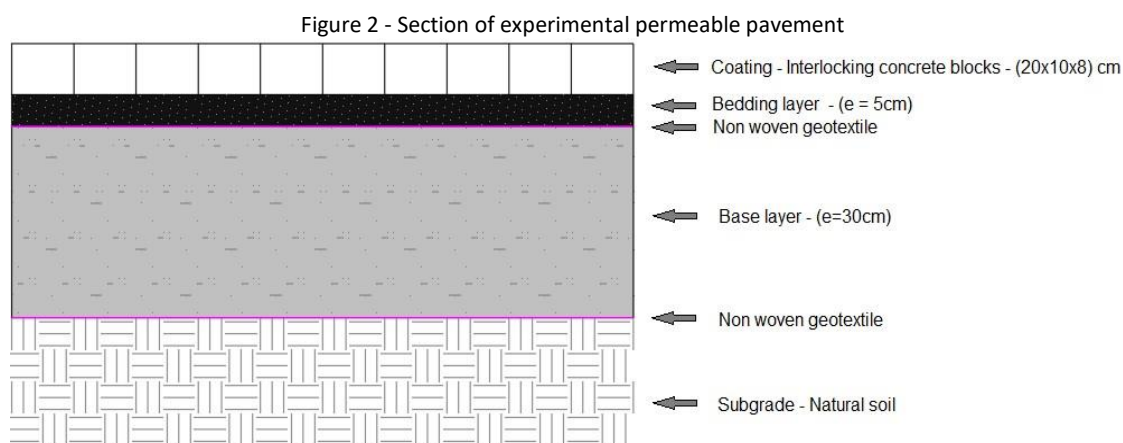 Figure 2 - Section of experimental permeable pavement
Coating - Interlocking concrete blocks - (20x10x8) cm
Bedding layer - (e = 5cm)
Non woven geotextile
Base layer - (e=30cm)
Non woven geotextile
Subgrade - Natural soil